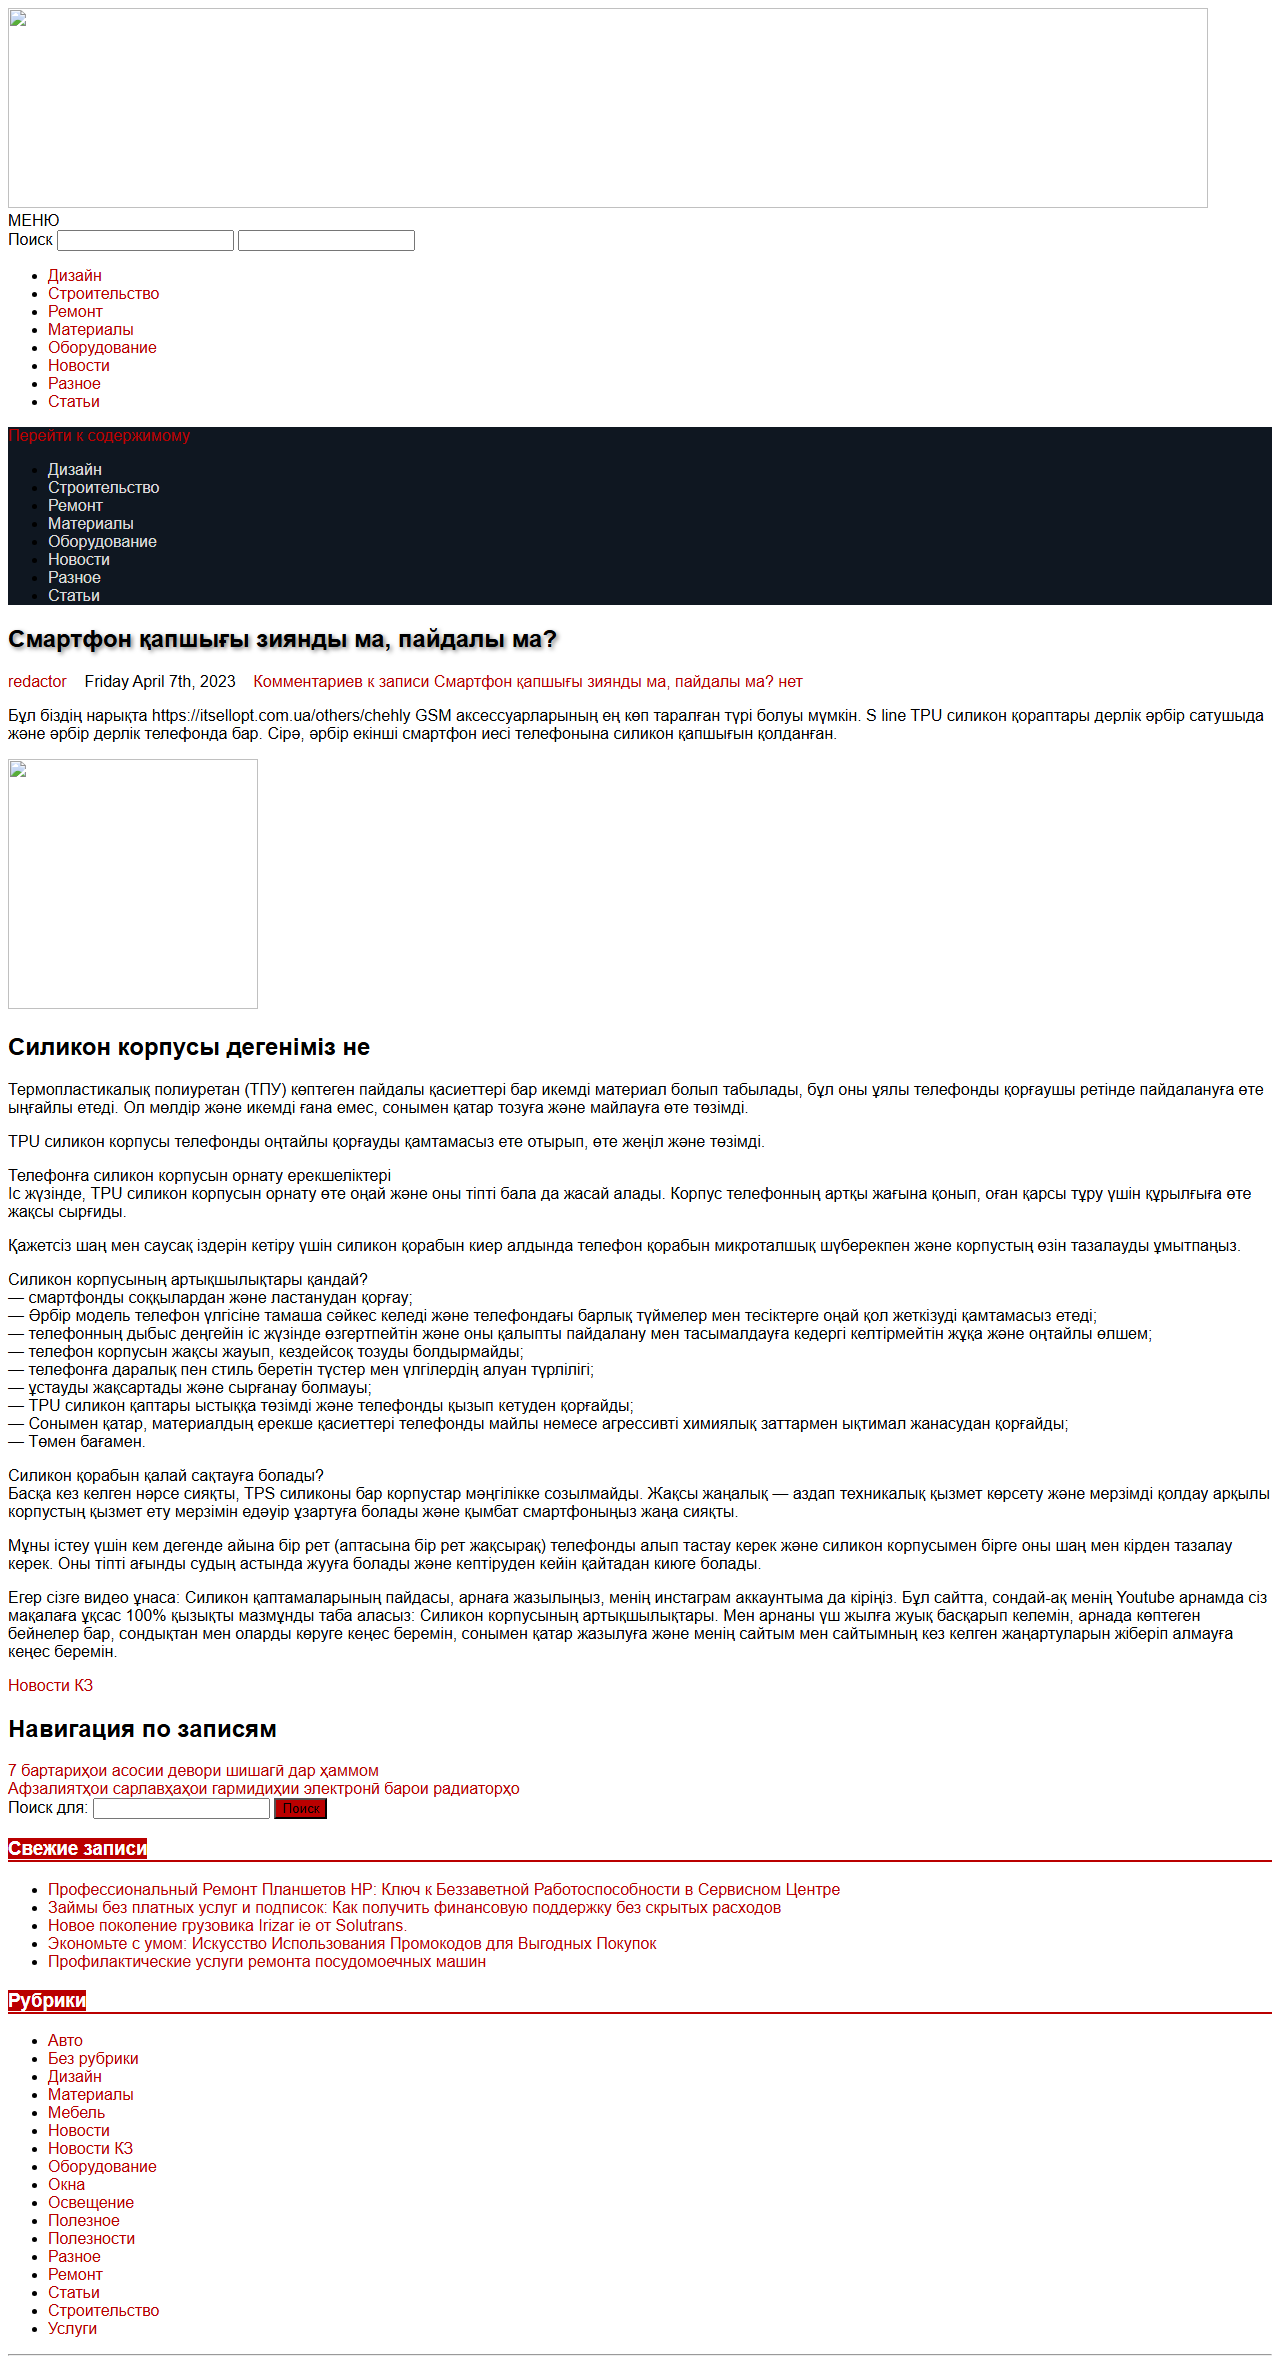 МЕНЮ
Поиск
Дизайн
Строительство
Ремонт
Материалы
Оборудование
Новости
Разное
Статьи
Перейти к содержимому
Дизайн
Строительство
Ремонт
Материалы
Оборудование
Новости
Разное
Статьи
Смартфон қапшығы зиянды ма, пайдалы ма?
redactor Friday April 7th, 2023 Комментариев к записи Смартфон қапшығы зиянды ма, пайдалы ма? нет
Бұл біздің нарықта https://itsellopt.com.ua/others/chehly GSM аксессуарларының ең көп таралған түрі болуы мүмкін. S line TPU силикон қораптары дерлік әрбір сатушыда
және әрбір дерлік телефонда бар. Сірә, әрбір екінші смартфон иесі телефонына силикон қапшығын қолданған.
Силикон корпусы дегеніміз не
Термопластикалық полиуретан (ТПУ) көптеген пайдалы қасиеттері бар икемді материал болып табылады, бұл оны ұялы телефонды қорғаушы ретінде пайдалануға өте
ыңғайлы етеді. Ол мөлдір және икемді ғана емес, сонымен қатар тозуға және майлауға өте төзімді.
TPU силикон корпусы телефонды оңтайлы қорғауды қамтамасыз ете отырып, өте жеңіл және төзімді.
Телефонға силикон корпусын орнату ерекшеліктері
Іс жүзінде, TPU силикон корпусын орнату өте оңай және оны тіпті бала да жасай алады. Корпус телефонның артқы жағына қонып, оған қарсы тұру үшін құрылғыға өте
жақсы сырғиды.
Қажетсіз шаң мен саусақ іздерін кетіру үшін силикон қорабын киер алдында телефон қорабын микроталшық шүберекпен және корпустың өзін тазалауды ұмытпаңыз.
Силикон корпусының артықшылықтары қандай?
— смартфонды соққылардан және ластанудан қорғау;
— Әрбір модель телефон үлгісіне тамаша сәйкес келеді және телефондағы барлық түймелер мен тесіктерге оңай қол жеткізуді қамтамасыз етеді;
— телефонның дыбыс деңгейін іс жүзінде өзгертпейтін және оны қалыпты пайдалану мен тасымалдауға кедергі келтірмейтін жұқа және оңтайлы өлшем;
— телефон корпусын жақсы жауып, кездейсоқ тозуды болдырмайды;
— телефонға даралық пен стиль беретін түстер мен үлгілердің алуан түрлілігі;
— ұстауды жақсартады және сырғанау болмауы;
— TPU силикон қаптары ыстыққа төзімді және телефонды қызып кетуден қорғайды;
— Сонымен қатар, материалдың ерекше қасиеттері телефонды майлы немесе агрессивті химиялық заттармен ықтимал жанасудан қорғайды;
— Төмен бағамен.
Силикон қорабын қалай сақтауға болады?
Басқа кез келген нәрсе сияқты, TPS силиконы бар корпустар мәңгілікке созылмайды. Жақсы жаңалық — аздап техникалық қызмет көрсету және мерзімді қолдау арқылы
корпустың қызмет ету мерзімін едәуір ұзартуға болады және қымбат смартфоныңыз жаңа сияқты.
Мұны істеу үшін кем дегенде айына бір рет (аптасына бір рет жақсырақ) телефонды алып тастау керек және силикон корпусымен бірге оны шаң мен кірден тазалау
керек. Оны тіпті ағынды судың астында жууға болады және кептіруден кейін қайтадан киюге болады.
Егер сізге видео ұнаса: Силикон қаптамаларының пайдасы, арнаға жазылыңыз, менің инстаграм аккаунтыма да кіріңіз. Бұл сайтта, сондай-ақ менің Youtube арнамда сіз
мақалаға ұқсас 100% қызықты мазмұнды таба аласыз: Силикон корпусының артықшылықтары. Мен арнаны үш жылға жуық басқарып келемін, арнада көптеген
бейнелер бар, сондықтан мен оларды көруге кеңес беремін, сонымен қатар жазылуға және менің сайтым мен сайтымның кез келген жаңартуларын жіберіп алмауға
кеңес беремін.
Новости КЗ
Навигация по записям
7 бартариҳои асосии девори шишагӣ дар ҳаммом
Афзалиятҳои сарлавҳаҳои гармидиҳии электронӣ барои радиаторҳо
Поиск для: Поиск
Свежие записи
Профессиональный Ремонт Планшетов HP: Ключ к Беззаветной Работоспособности в Сервисном Центре
Займы без платных услуг и подписок: Как получить финансовую поддержку без скрытых расходов
Новое поколение грузовика Irizar ie от Solutrans.
Экономьте с умом: Искусство Использования Промокодов для Выгодных Покупок
Профилактические услуги ремонта посудомоечных машин
Рубрики
Авто
Без рубрики
Дизайн
Материалы
Мебель
Новости
Новости КЗ
Оборудование
Окна
Освещение
Полезное
Полезности
Разное
Ремонт
Статьи
Строительство
Услуги